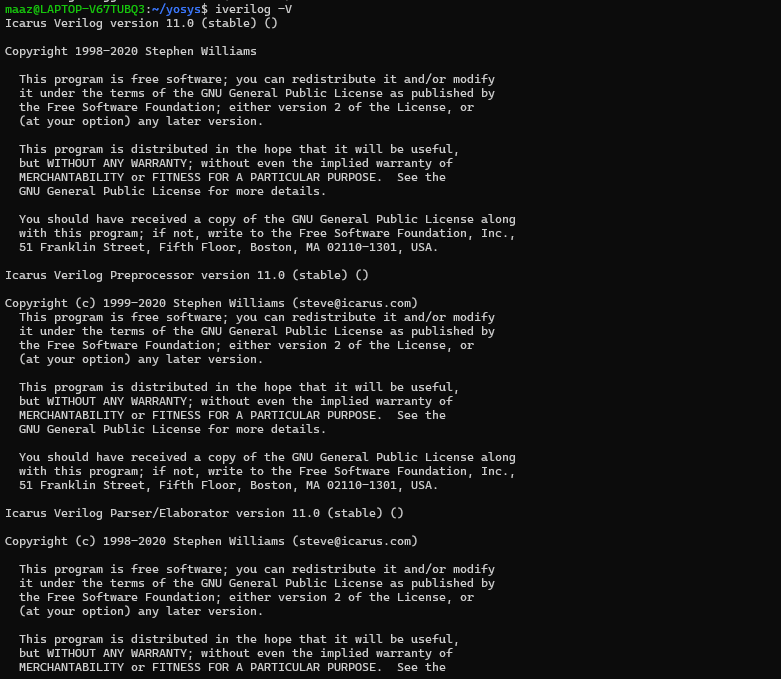 maaz@LAPTOP-V67TUBQ3:~/yosys$ iverilog -V
Icarus Verilog version 11.0 (stable) ()
Copyright 1998-2020 Stephen Williams
This program is free software; you can redistribute it and/or modify
it under the terms of the GNU General Public License as published by
the Free Software Foundation; either version 2 of the License, or
(at your option) any later version.
This program is distributed in the hope that it will be useful,
but WITHOUT ANY WARRANTY; without even the implied warranty of
MERCHANTABILITY or FITNESS FOR A PARTICULAR PURPOSE.  See the
GNU General Public License for more details.
You should have received a copy of the GNU General Public License along
with this program; if not, write to the Free Software Foundation, Inc.,
51 Franklin Street, Fifth Floor, Boston, MA 02110-1301, USA.
Icarus Verilog Preprocessor version 11.0 (stable) ()
Copyright (c) 1999-2020 Stephen Williams (steve@icarus.com)
This program is free software; you can redistribute it and/or modify
it under the terms of the GNU General Public License as published by
the Free Software Foundation; either version 2 of the License, or
(at your option) any later version.
This program is distributed in the hope that it will be useful,
but WITHOUT ANY WARRANTY; without even the implied warranty of
MERCHANTABILITY or FITNESS FOR A PARTICULAR PURPOSE.  See the
GNU General Public License for more details.
You should have received a copy of the GNU General Public License along
with this program; if not, write to the Free Software Foundation, Inc.,
51 Franklin Street, Fifth Floor, Boston, MA 02110-1301, USA.
Icarus Verilog Parser/Elaborator version 11.0 (stable) ()
Copyright (c) 1998-2020 Stephen Williams (steve@icarus.com)
This program is free software; you can redistribute it and/or modify
it under the terms of the GNU General Public License as published by
the Free Software Foundation; either version 2 of the License, or
(at your option) any later version.
This program is distributed in the hope that it will be useful,
but WITHOUT ANY WARRANTY; without even the implied warranty of
MERCHANTABILITY or FITNESS FOR A PARTICULAR PURPOSE.  See the